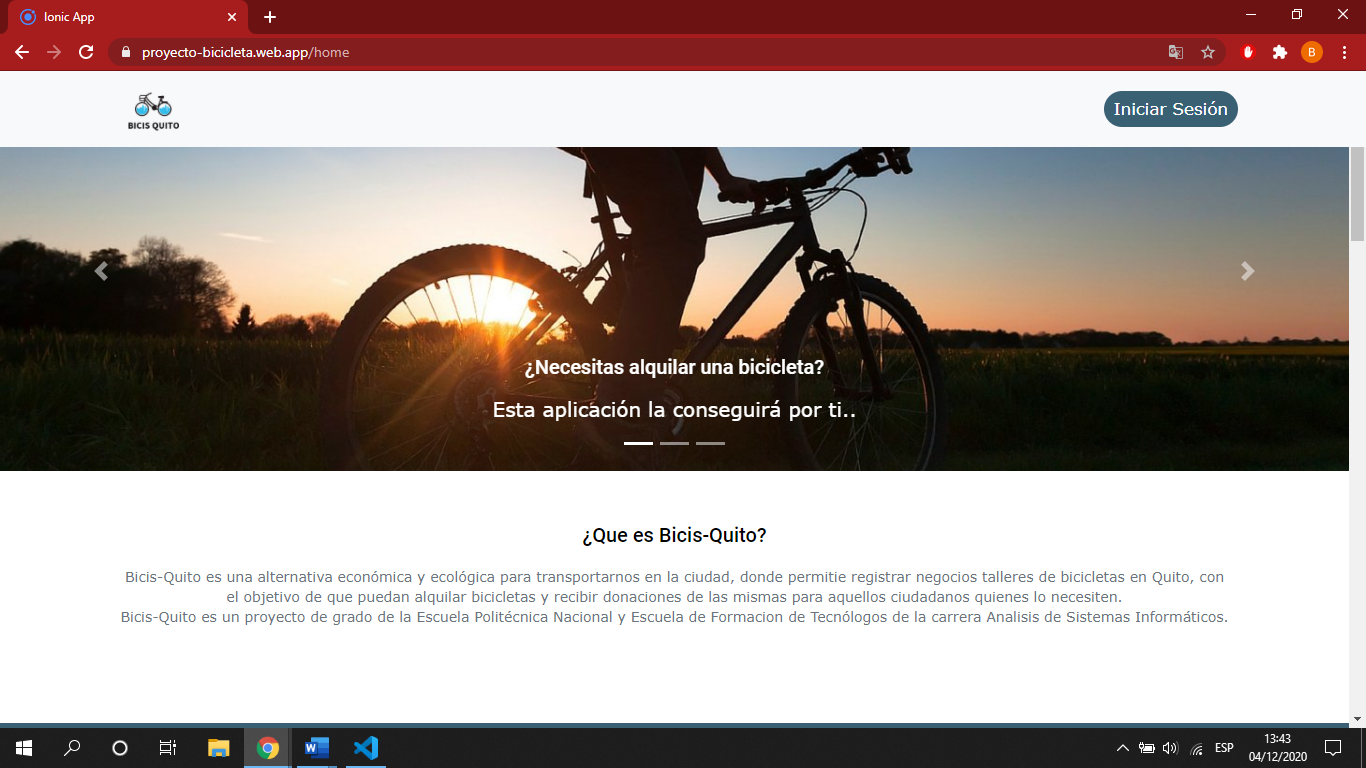 Ionic App
proyecto-bicicleta.web.app/home
B
BICIS QUITO
Iniciar Sesión
¿Necesitas alquilar una bicicleta?
Esta aplicación la conseguirá por ti..
¿Que es Bicis-Quito?
Bicis-Quito es una alternativa económica y ecológica para transportarnos en la ciudad, donde permitie registrar negocios talleres de bicicletas en Quito, con
el objetivo de que puedan alquilar bicicletas y recibir donaciones de las mismas para aquellos ciudadanos quienes lo necesiten.
Bicis-Quito es un proyecto de grado de la Escuela Politécnica Nacional y Escuela de Formacion de Tecnólogos de la carrera Analisis de Sistemas Informáticos.
ESP
13:43
04/12/2020